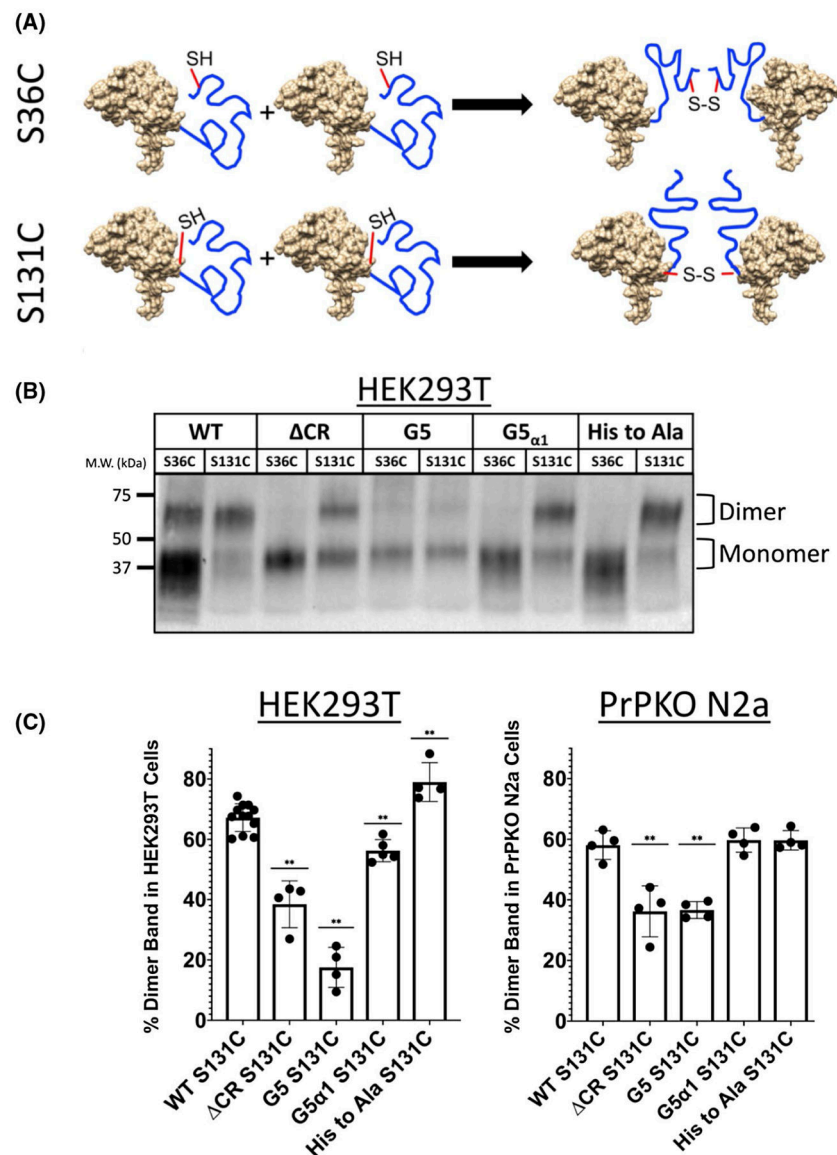 (A)
S36C
SH
+
SH
S-S
S131C
SH
+
SH
S-S
(B)
HEK293T
WT ΔCR G5 G5α1 His to Ala
M.W. (kDa) S36C S131C S36C S131C S36C S131C S36C S131C S36C S131C
75
Dimer
50
Monomer
37
(C)
HEK293T
% Dimer Band in HEK293T Cells
80
60
40
20
0
**
**
**
**
WT S131C
ΔCR S131C
G5 S131C
G5α1 S131C
His to Ala S131C
PrPKO N2a
% Dimer Band in PrPKO N2a Cells
80
60
40
20
0
**
**
WT S131C
ΔCR S131C
G5 S131C
G5α1 S131C
His to Ala S131C